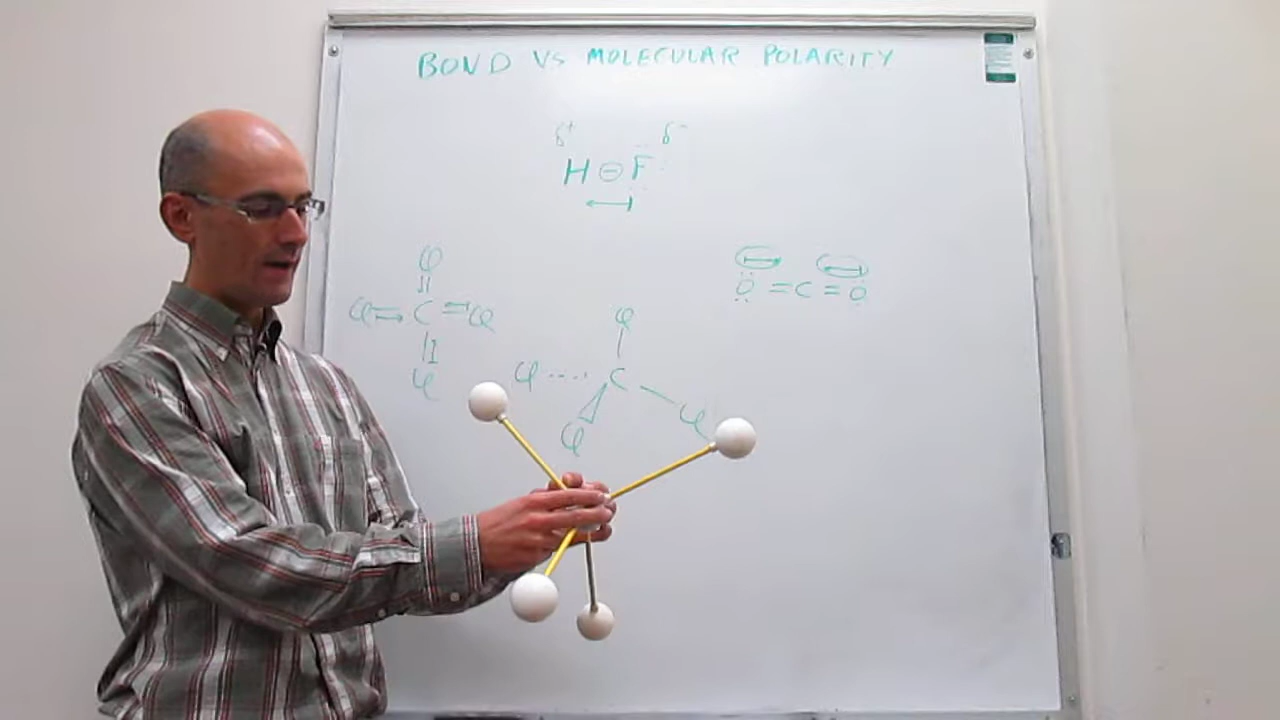 BOND VS MOLECULAR POLARITY
δ+ δ-
H F
O = C = O
Cl
Cl C Cl
Cl
Cl
Cl C
Cl
Cl